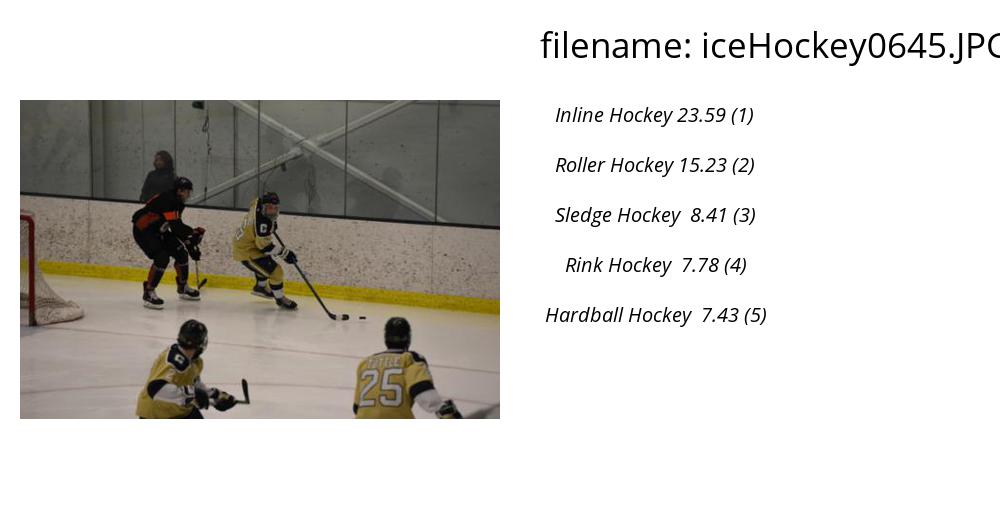 filename: iceHockey0645.JPG
Inline Hockey 23.59 (1)
Roller Hockey 15.23 (2)
Sledge Hockey 8.41 (3)
Rink Hockey 7.78 (4)
Hardball Hockey 7.43 (5)
C
TUTTLE
25